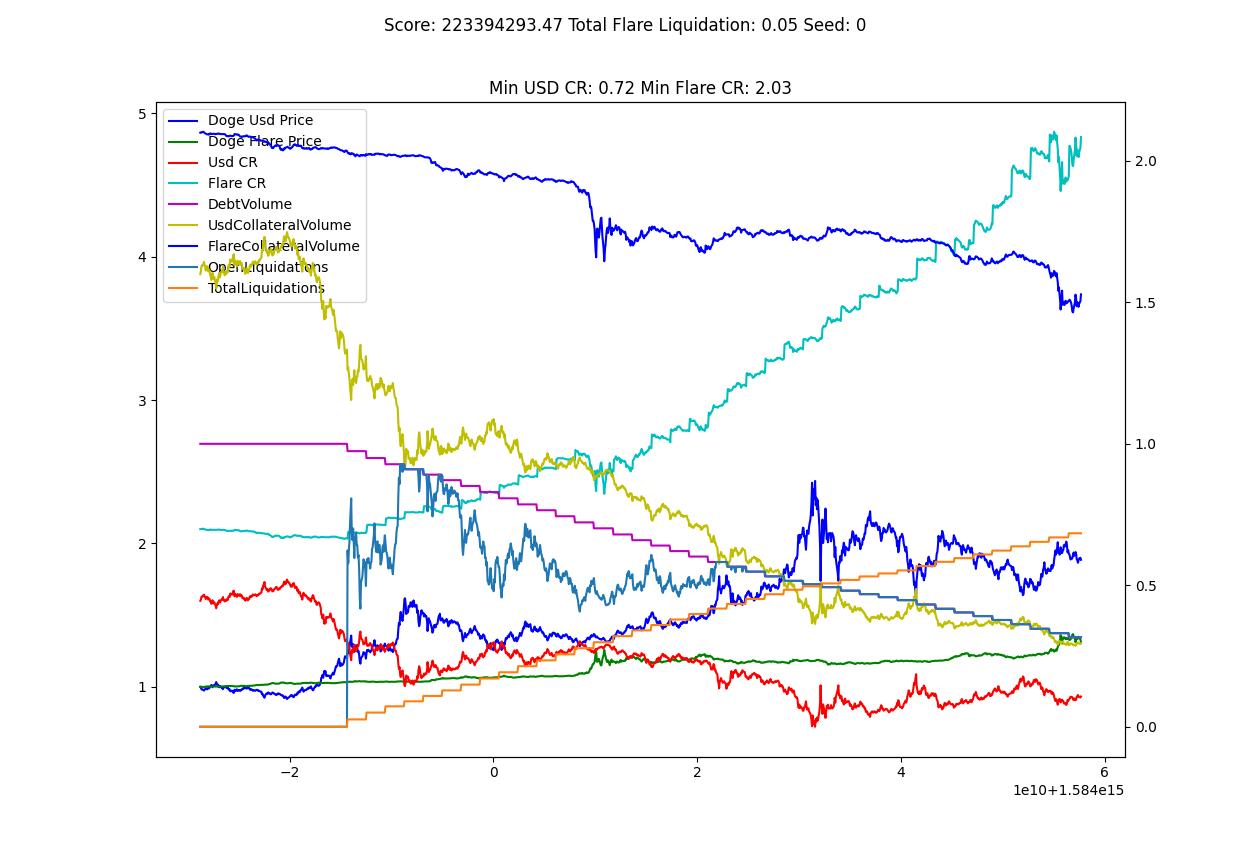 Score: 223394293.47 Total Flare Liquidation: 0.05 Seed: 0
Min USD CR: 0.72 Min Flare CR: 2.03
Doge Usd Price
Doge Flare Price
Usd CR
Flare CR
DebtVolume
UsdCollateralVolume
FlareCollateralVolume
OpenLiquidations
TotalLiquidations
5
4
3
2
1
2.0
1.5
1.0
0.5
0.0
−2 0 2 4 6
1e10+1.584e15